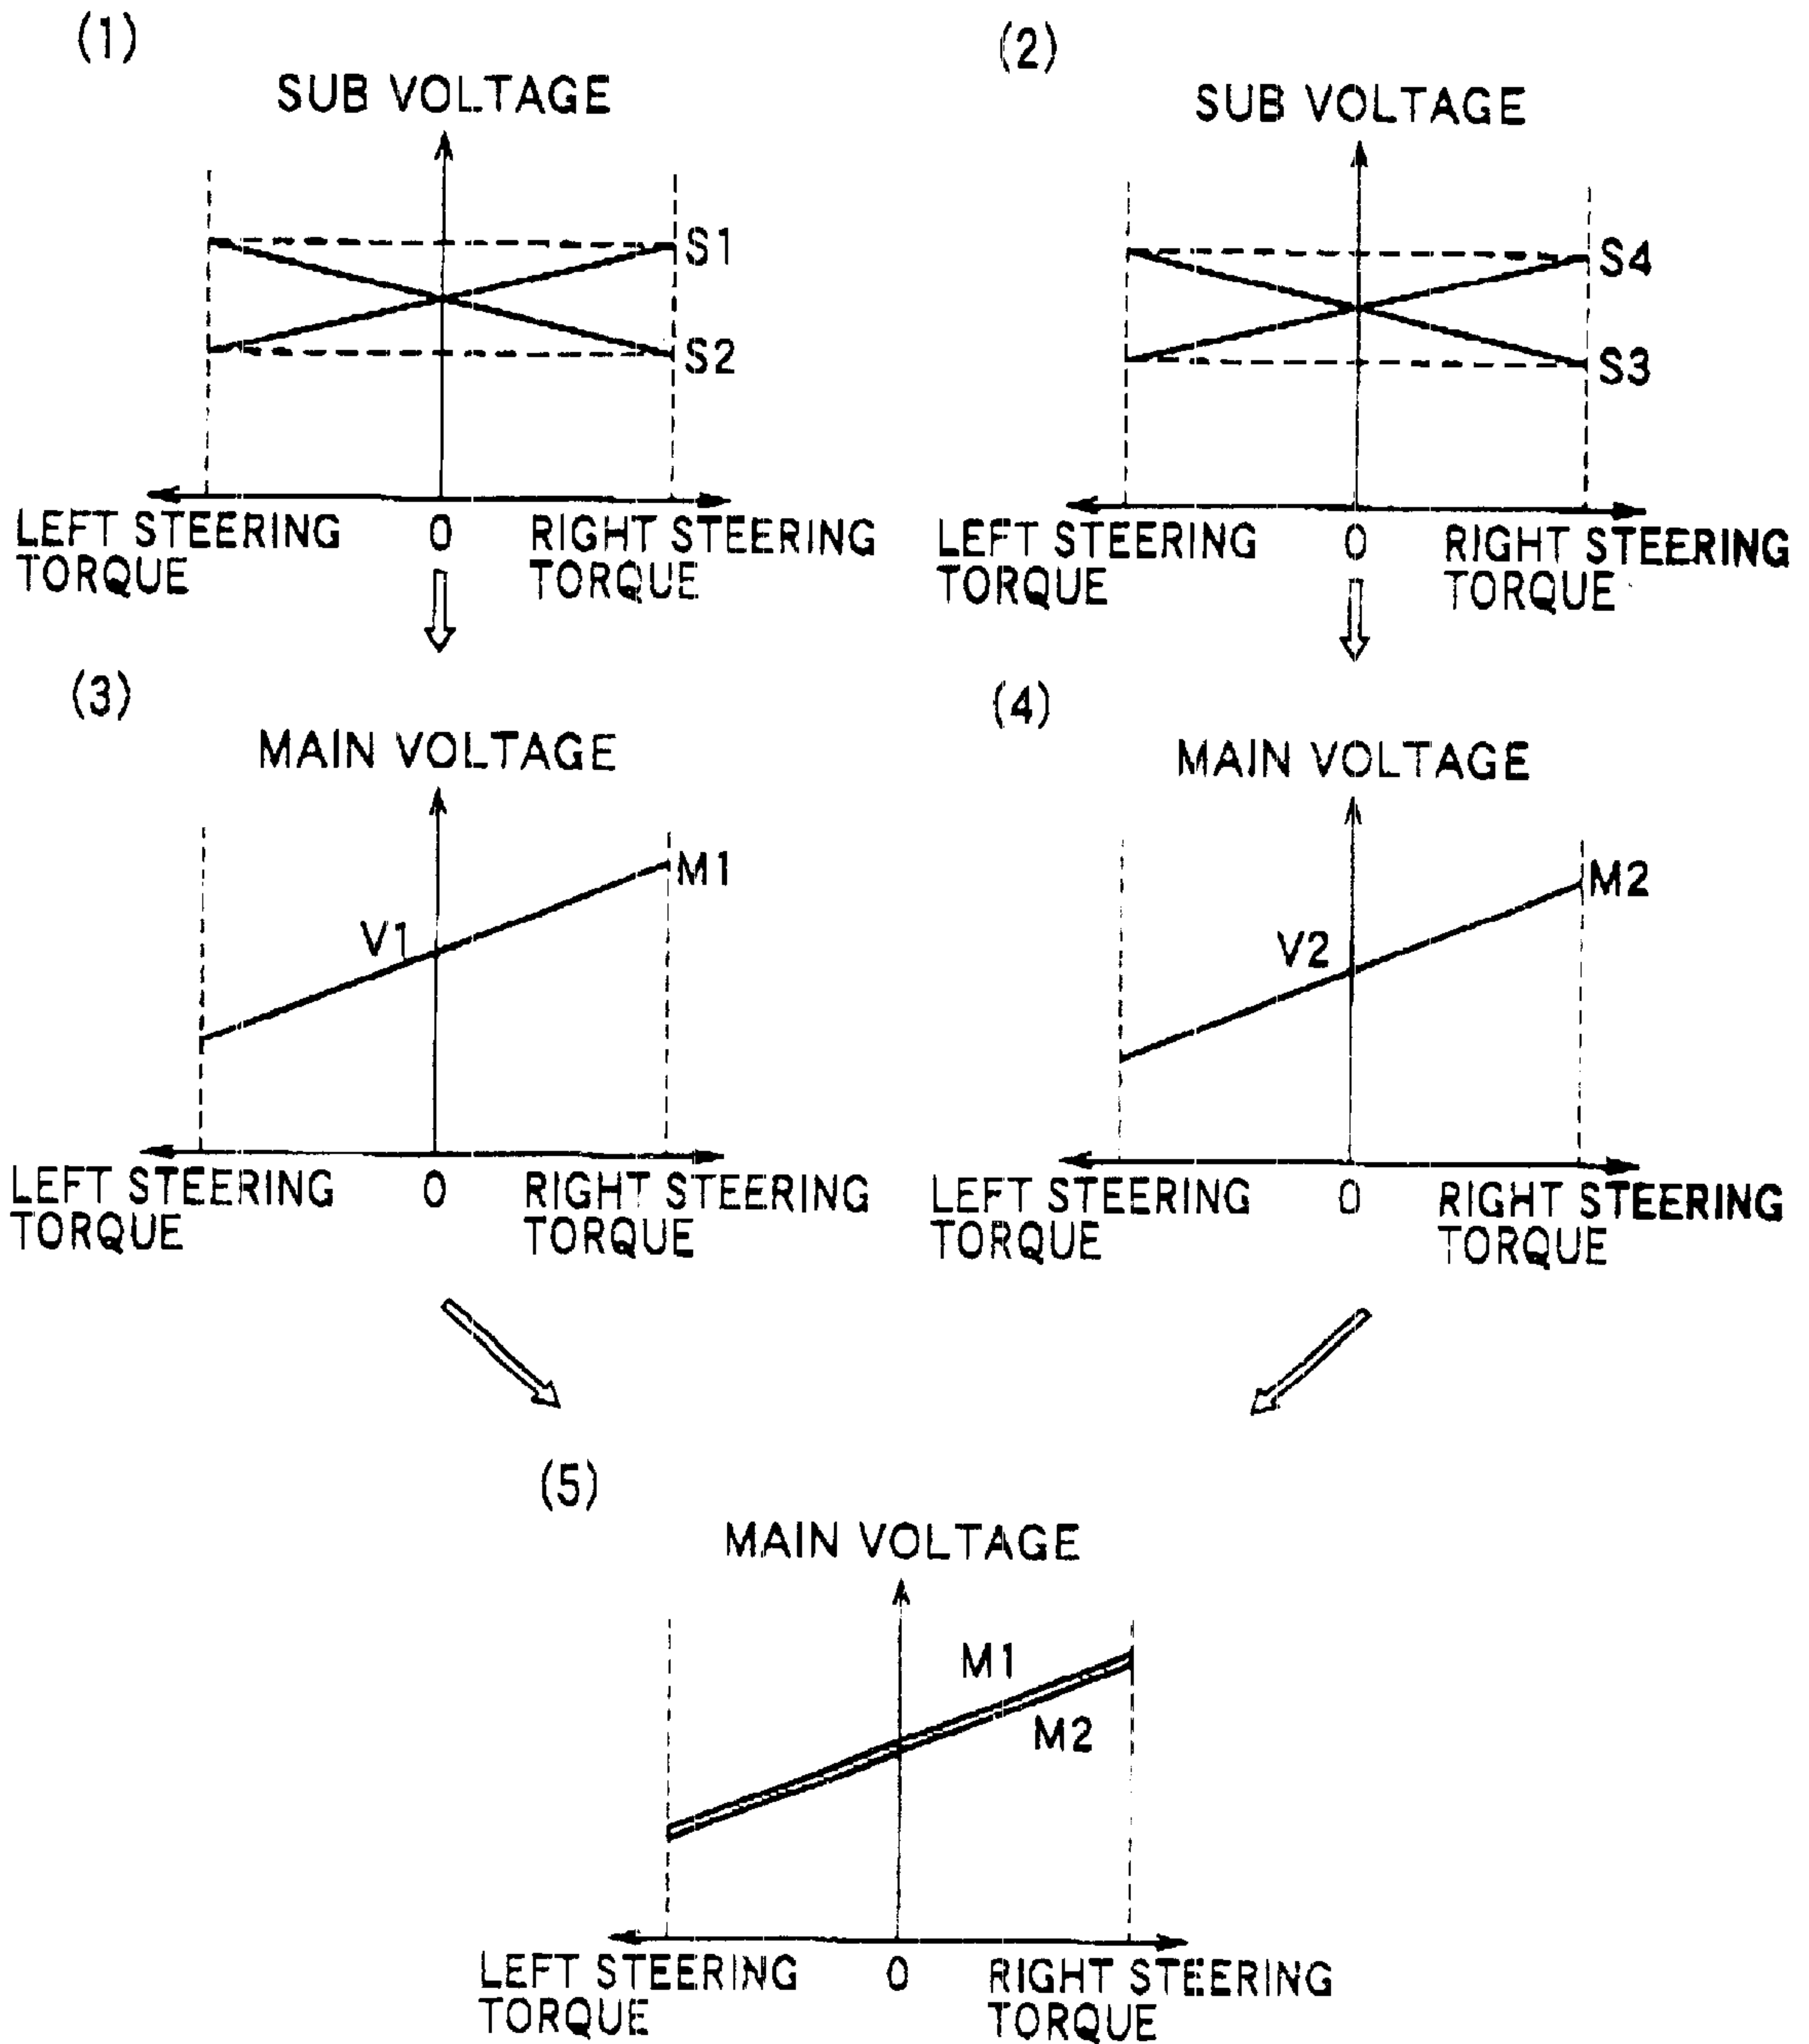 (1)
SUB VOLTAGE
S1
S2
LEFT STEERING
TORQUE
0
RIGHT STEERING
TORQUE
(2)
SUB VOLTAGE
S4
S3
LEFT STEERING
TORQUE
0
RIGHT STEERING
TORQUE
(3)
MAIN VOLTAGE
M1
V1
LEFT STEERING
TORQUE
0
RIGHT STEERING
TORQUE
(4)
MAIN VOLTAGE
M2
V2
LEFT STEERING
TORQUE
0
RIGHT STEERING
TORQUE
(5)
MAIN VOLTAGE
M1
M2
LEFT STEERING
TORQUE
0
RIGHT STEERING
TORQUE